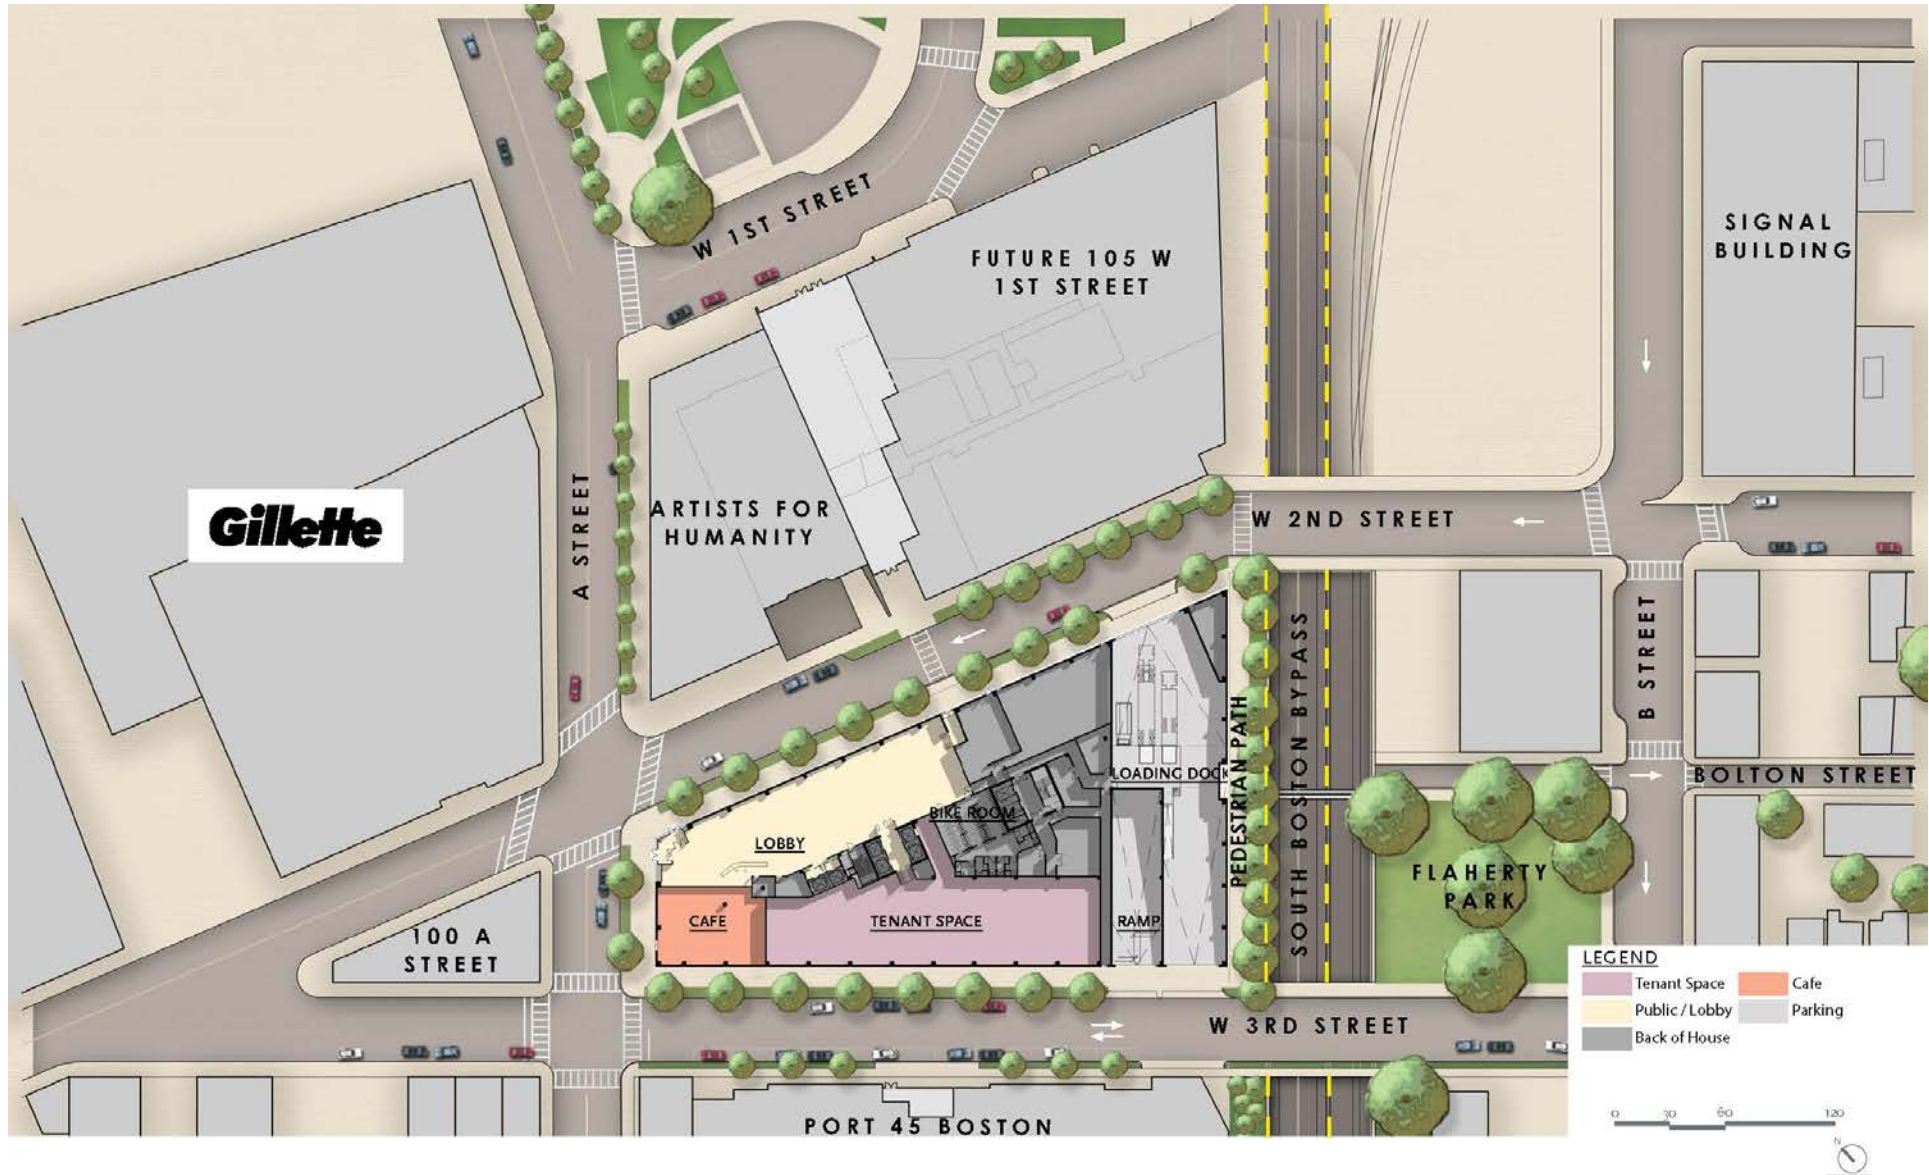 W 1ST STREET
FUTURE 105 W
1ST STREET
SIGNAL
BUILDING
Gillette
A STREET
ARTISTS FOR
HUMANITY
W 2ND STREET
B STREET
PEDESTRIAN PATH
SOUTH BOSTON BYPASS
LOADING DOCK
BOLTON STREET
BIKE ROOM
LOBBY
FLAHERTY
PARK
CAFE
TENANT SPACE
RAMP
100 A
STREET
W 3RD STREET
PORT 45 BOSTON
LEGEND
Tenant Space
Cafe
Public / Lobby
Parking
Back of House
0 30 60 120
N